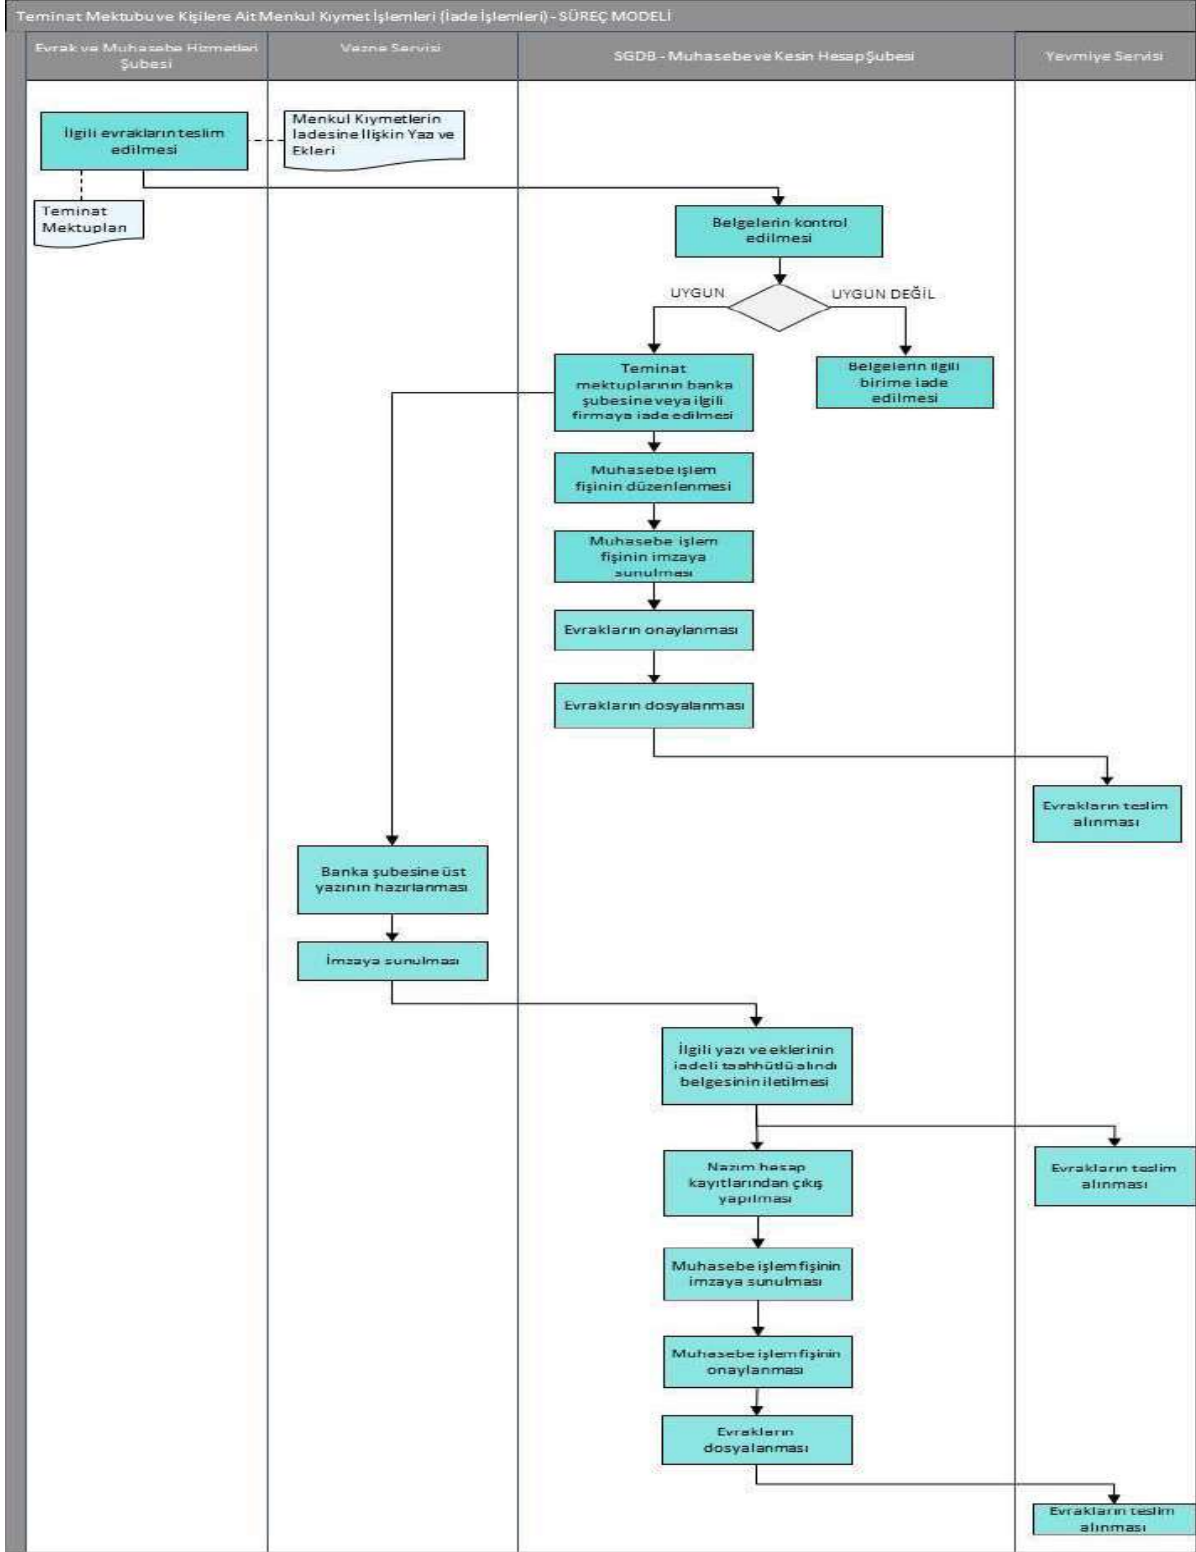 Teminat Mektubu ve Kişilere Ait Menkul Kıymet İşlemleri (İade İşlemleri) - SÜREÇ MODELİ
Evrak ve Muhasebe Hizmetleri
Şubesi
Vezne Servisi
SGDB - Muhasebe ve Kesin Hesap Şubesi
Yevmiye Servisi
İlgili evrakların teslim
edilmesi
Menkul Kıymetlerin
İadesine İlişkin Yazı ve
Ekleri
Teminat
Mektupları
Belgelerin kontrol
edilmesi
UYGUN
UYGUN DEĞİL
Teminat
mektuplarının banka
şubesine veya ilgili
firmaya iade edilmesi
Belgelerin ilgili
birime iade
edilmesi
Muhasebe işlem
fişinin düzenlenmesi
Muhasebe işlem
fişinin imzaya
sunulması
Evrakların onaylanması
Evrakların dosyalanması
Evrakların teslim
alınması
Banka şubesine üst
yazının hazırlanması
İmzaya sunulması
İlgili yazı ve eklerinin
iadeli taahhütlü alındı
belgesinin iletilmesi
Nazım hesap
kayıtlarından çıkış
yapılması
Evrakların teslim
alınması
Muhasebe işlem fişinin
imzaya sunulması
Muhasebe işlem fişinin
onaylanması
Evrakların
dosyalanması
Evrakların teslim
alınması